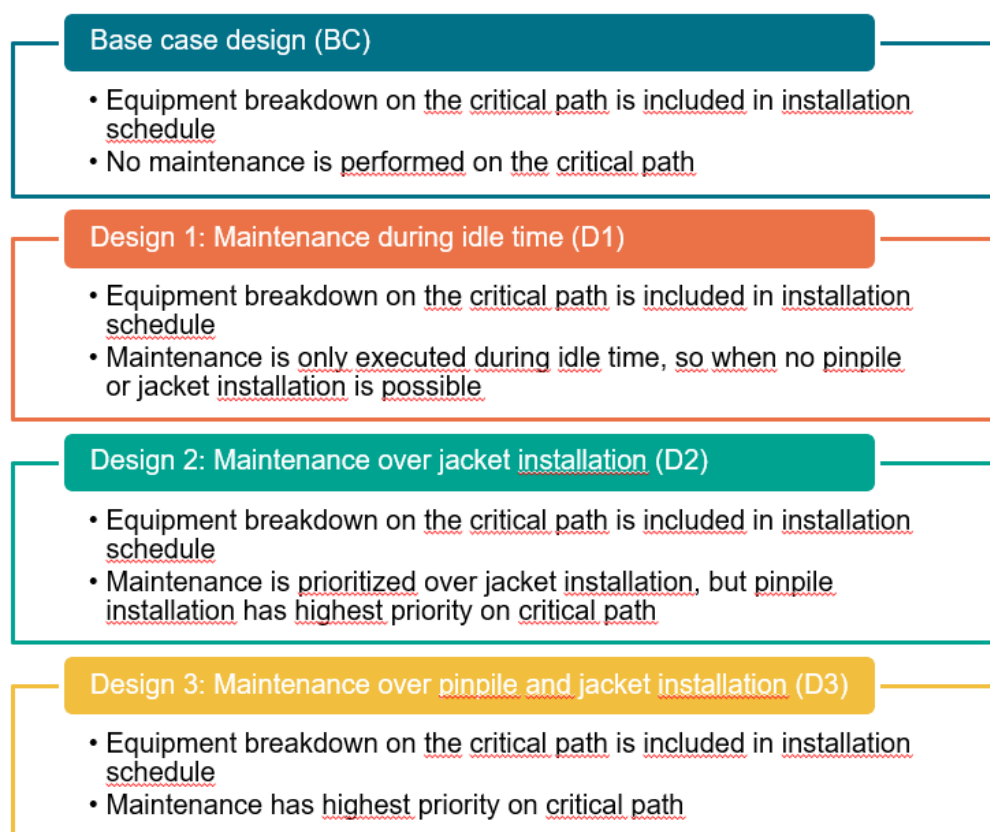 Base case design (BC)
• Equipment breakdown on the critical path is included in installation
schedule
• No maintenance is performed on the critical path
Design 1: Maintenance during idle time (D1)
• Equipment breakdown on the critical path is included in installation
schedule
• Maintenance is only executed during idle time, so when no pinpile
or jacket installation is possible
Design 2: Maintenance over jacket installation (D2)
• Equipment breakdown on the critical path is included in installation
schedule
• Maintenance is prioritized over jacket installation, but pinpile
installation has highest priority on critical path
Design 3: Maintenance over pinpile and jacket installation (D3)
• Equipment breakdown on the critical path is included in installation
schedule
• Maintenance has highest priority on critical path